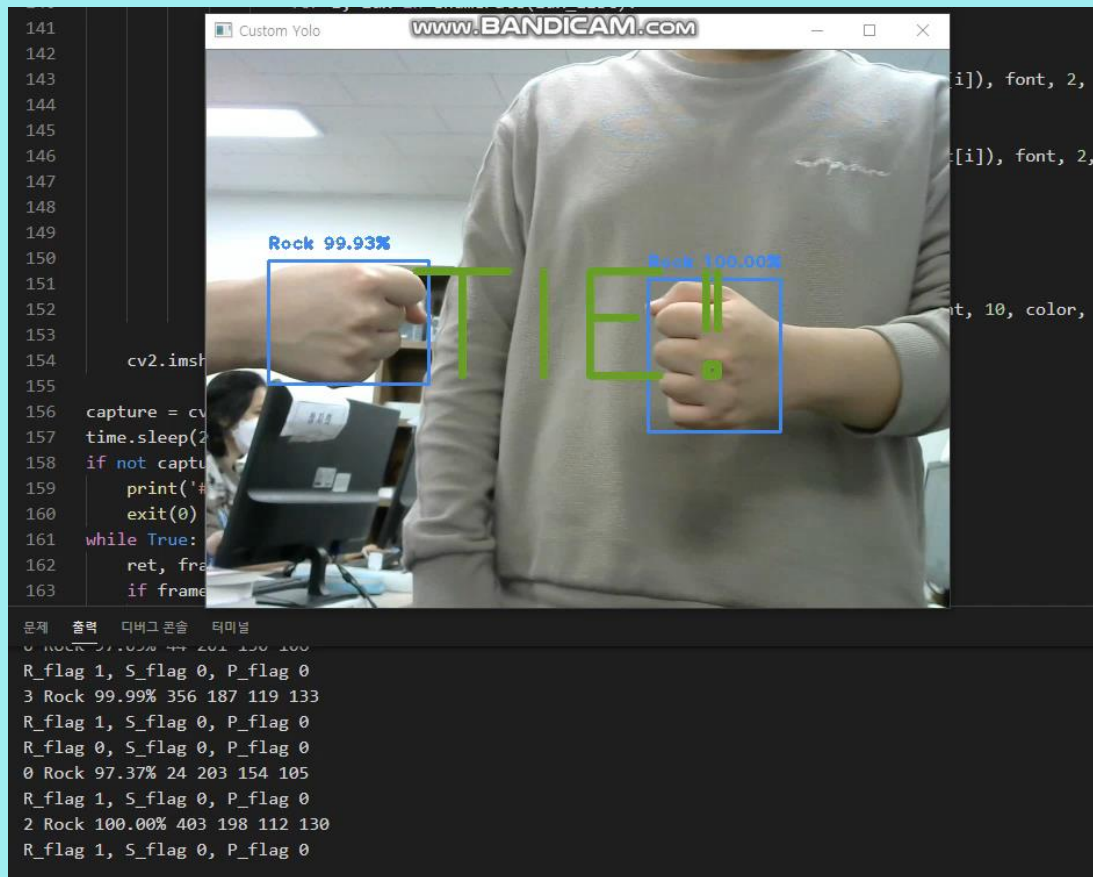 141
Custom Yolo
www.BANDICAM.com
142
143 [i]), font, 2,
144
145
146 [i]), font, 2,
147
148
149
150
151
152 nt, 10, color,
153
154 cv2.imsh
155
156 capture = cv
157 time.sleep(2
158 if not captu
159 print('#
160 exit(0)
161 while True:
162 ret, fra
163 if frame
Rock 99.93%
Rock 100.00%
TIE!!
문제 출력 디버그 콘솔 터미널
R_flag 1, S_flag 0, P_flag 0
3 Rock 99.99% 356 187 119 133
R_flag 1, S_flag 0, P_flag 0
R_flag 0, S_flag 0, P_flag 0
0 Rock 97.37% 24 203 154 105
R_flag 1, S_flag 0, P_flag 0
2 Rock 100.00% 403 198 112 130
R_flag 1, S_flag 0, P_flag 0